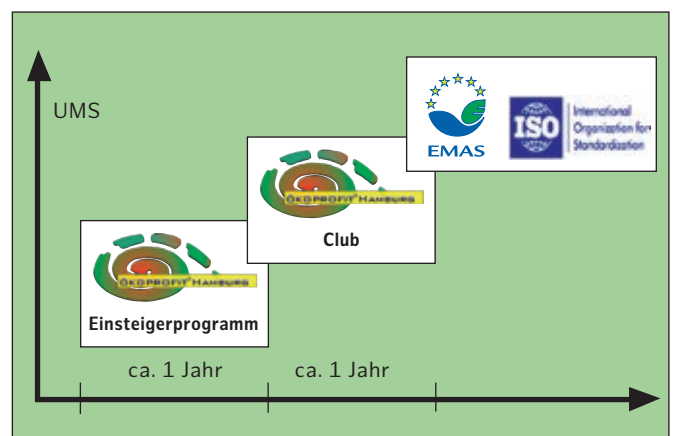 UMS
EMAS
ISO
International
Organization for
Standardization
ÖKOPROFIT® HAMBURG
Club
ÖKOPROFIT® HAMBURG
Einsteigerprogramm
ca. 1 Jahr
ca. 1 Jahr